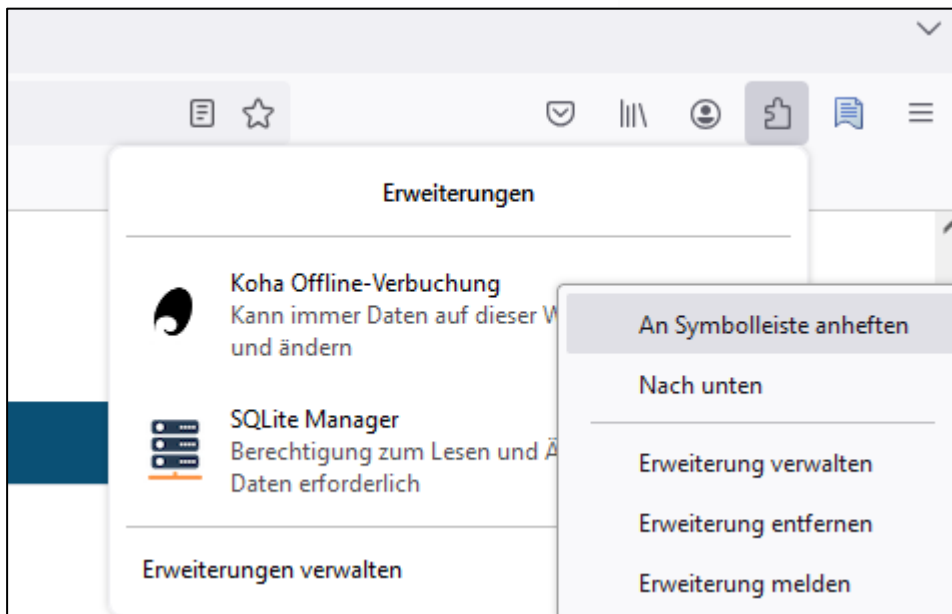 Erweiterungen
Koha Offline-Verbuchung
Kann immer Daten auf dieser
und ändern
SQLite Manager
Berechtigung zum Lesen und
Daten erforderlich
Erweiterungen verwalten
An Symbolleiste anheften
Nach unten
Erweiterung verwalten
Erweiterung entfernen
Erweiterung melden